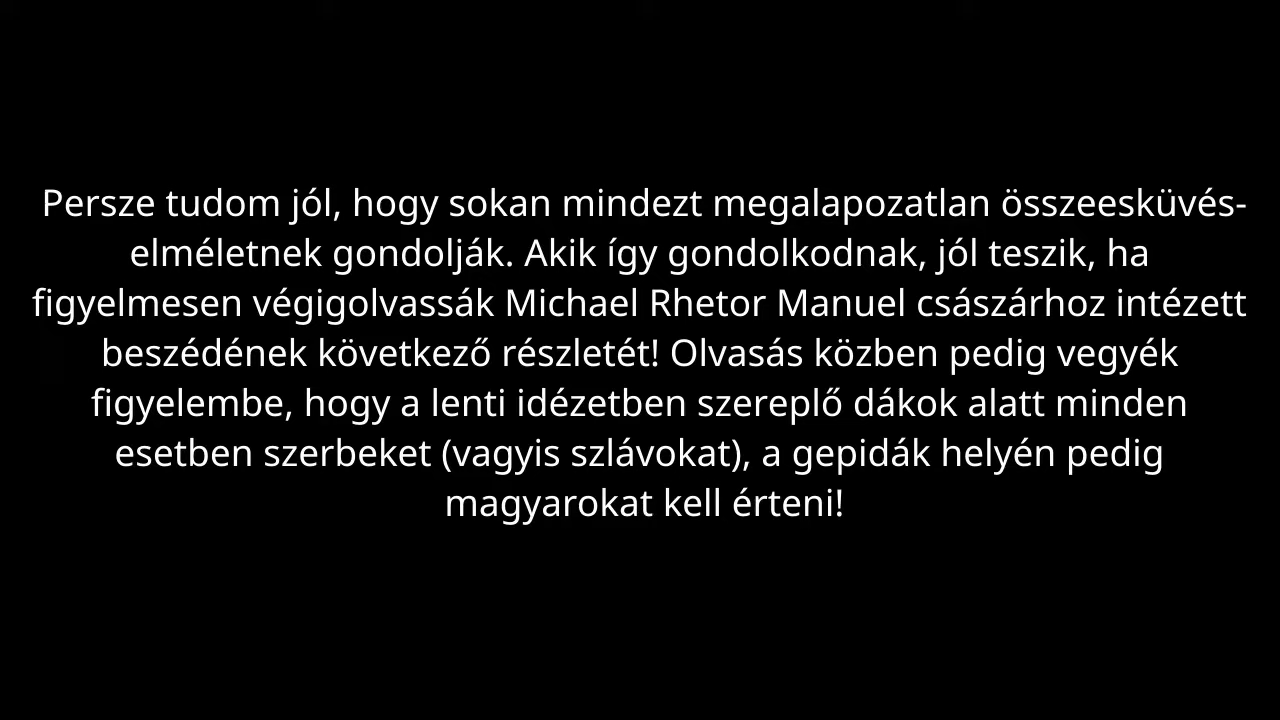 Persze tudom jól, hogy sokan mindezt megalapozatlan összeesküvés-
elméletnek gondolják. Akik így gondolkodnak, jól teszik, ha
figyelmesen végigolvassák Michael Rhetor Manuel császárhoz intézett
beszédének következő részletét! Olvasás közben pedig vegyék
figyelembe, hogy a lenti idézetben szereplő dákok alatt minden
esetben szerbeket (vagyis szlávokat), a gepidák helyén pedig
magyarokat kell érteni!